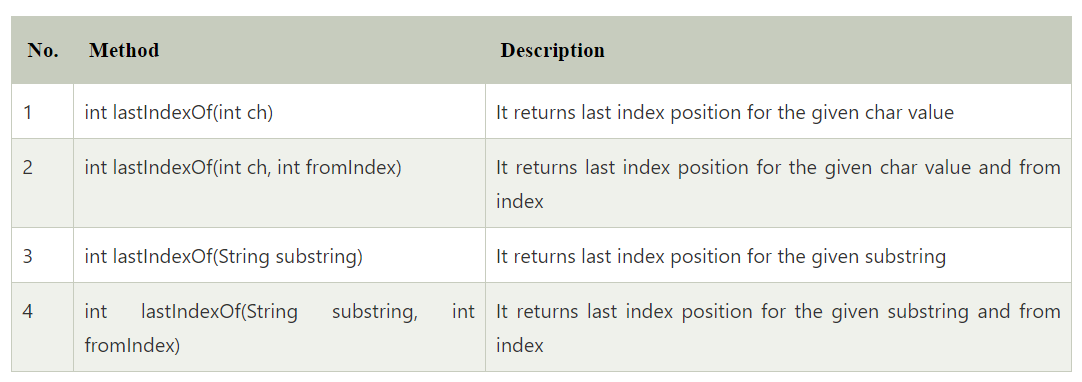 No. Method Description
1 int lastIndexOf(int ch) It returns last index position for the given char value
2 int lastIndexOf(int ch, int fromIndex) It returns last index position for the given char value and from
index
3 int lastIndexOf(String substring) It returns last index position for the given substring
4 int lastIndexOf(String substring, int It returns last index position for the given substring and from
fromIndex) index